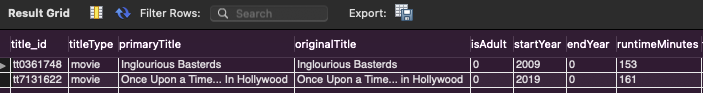 Result Grid Filter Rows: Search Export:
title_id titleType primaryTitle originalTitle isAdult startYear endYear runtimeMinutes
tt0361748 movie Inglourious Basterds Inglourious Basterds 0 2009 0 153
tt7131622 movie Once Upon a Time... in Hollywood Once Upon a Time... in Hollywood 0 2019 0 161